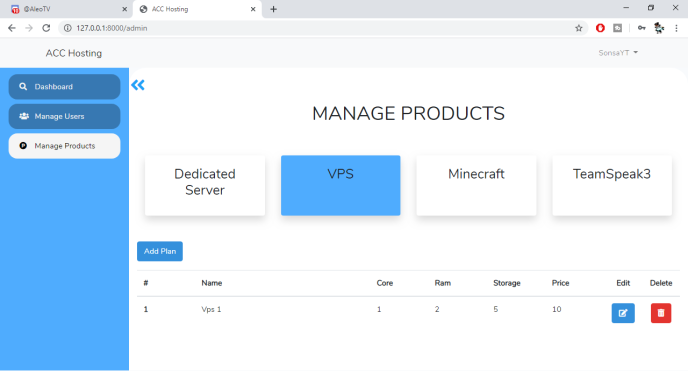 @AleoTV
ACC Hosting
127.0.0.1:8000/admin
ACC Hosting
SonsaYT
Dashboard
Manage Users
Manage Products
MANAGE PRODUCTS
Dedicated
Server
VPS
Minecraft
TeamSpeak3
Add Plan
# Name Core Ram Storage Price Edit Delete
1 Vps 1 1 2 5 10